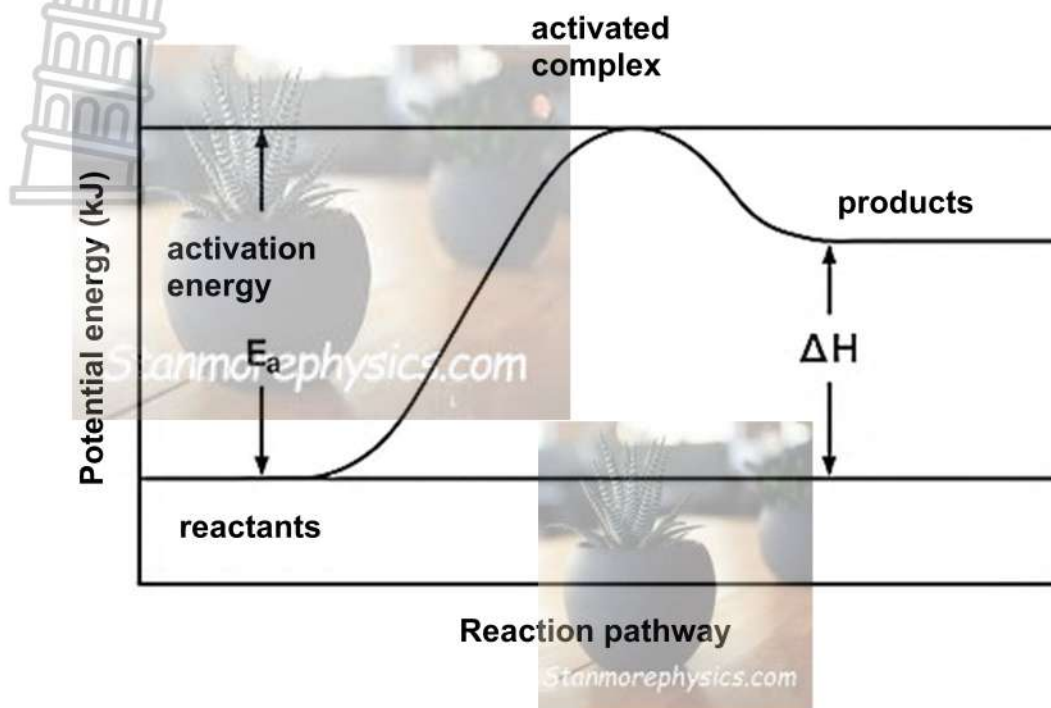 activated
complex
products
activation
energy
Ea
Stanmorephysics.com
ΔH
Potential energy (kJ)
reactants
Reaction pathway
Stanmorephysics.com